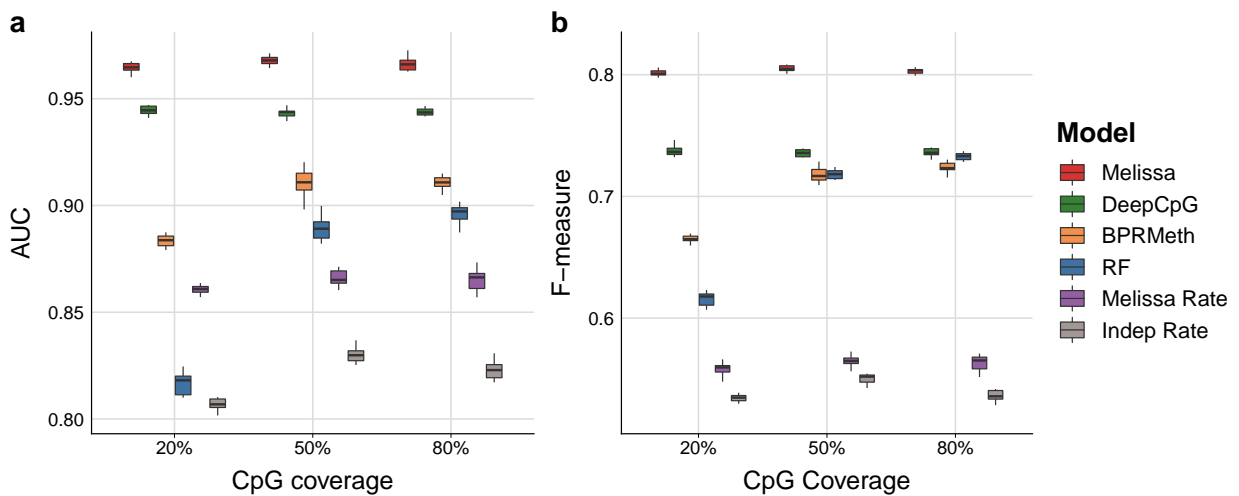 a
AUC
0.95
0.90
0.85
0.80
20%
50%
80%
CpG coverage
b
F−measure
0.8
0.7
0.6
20%
50%
80%
CpG Coverage
Model
Melissa
DeepCpG
BPRMeth
RF
Melissa Rate
Indep Rate